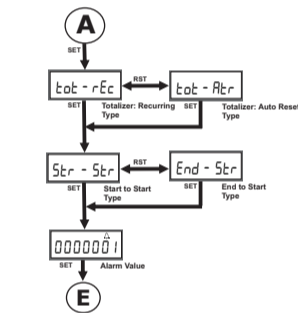 A
SET
tot - rEc
RST
tot - Atr
SET
Totalizer: Recurring
Type
SET
Totalizer: Auto Reset
Type
Str - Str
RST
End - Str
SET
Start to Start
Type
SET
End to Start
Type
0000001
SET
Alarm Value
E